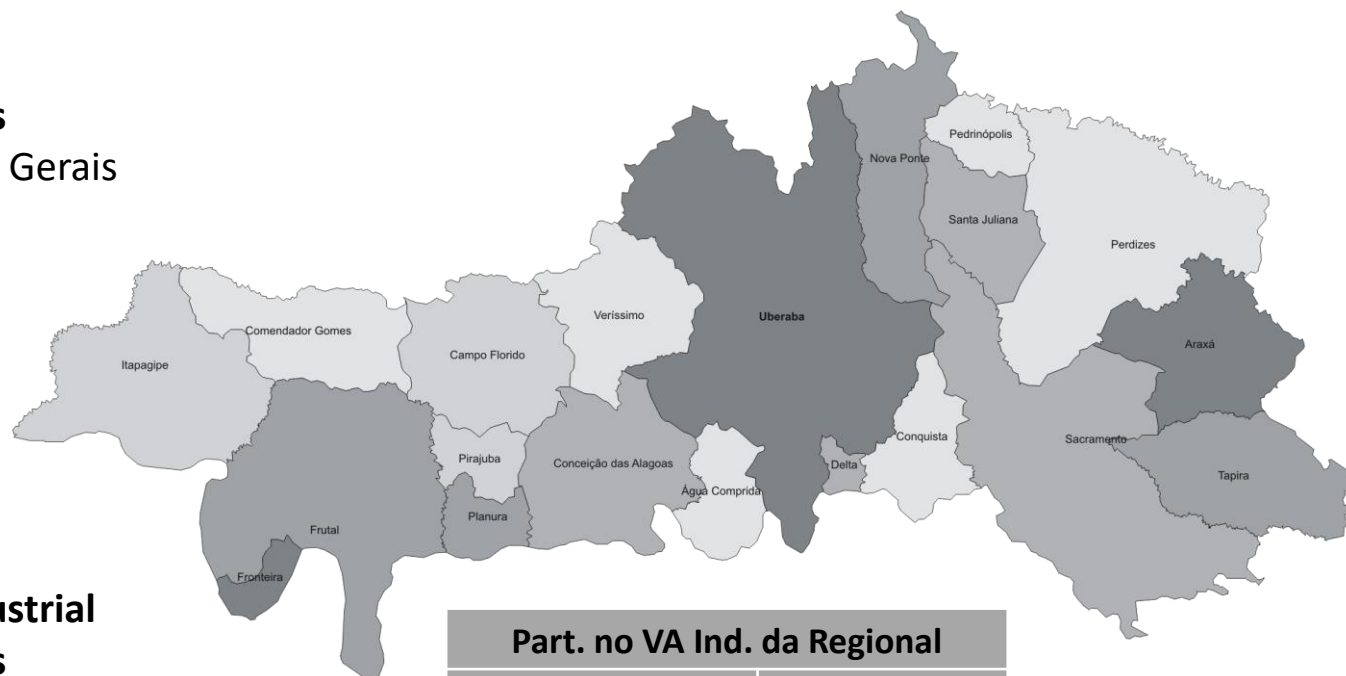 s
Gerais
Pedrinópolis
Nova Ponte
Santa Juliana
Perdizes
Veríssimo
Uberaba
Comendador Gomes
Araxá
Campo Florido
Itapagipe
Conquista
Sacramento
Pirajuba
Conceição das Alagoas
Delta
Tapira
Água Comprida
Planura
Frutal
Fronteira
ustrial
s
Part. no VA Ind. da Regional